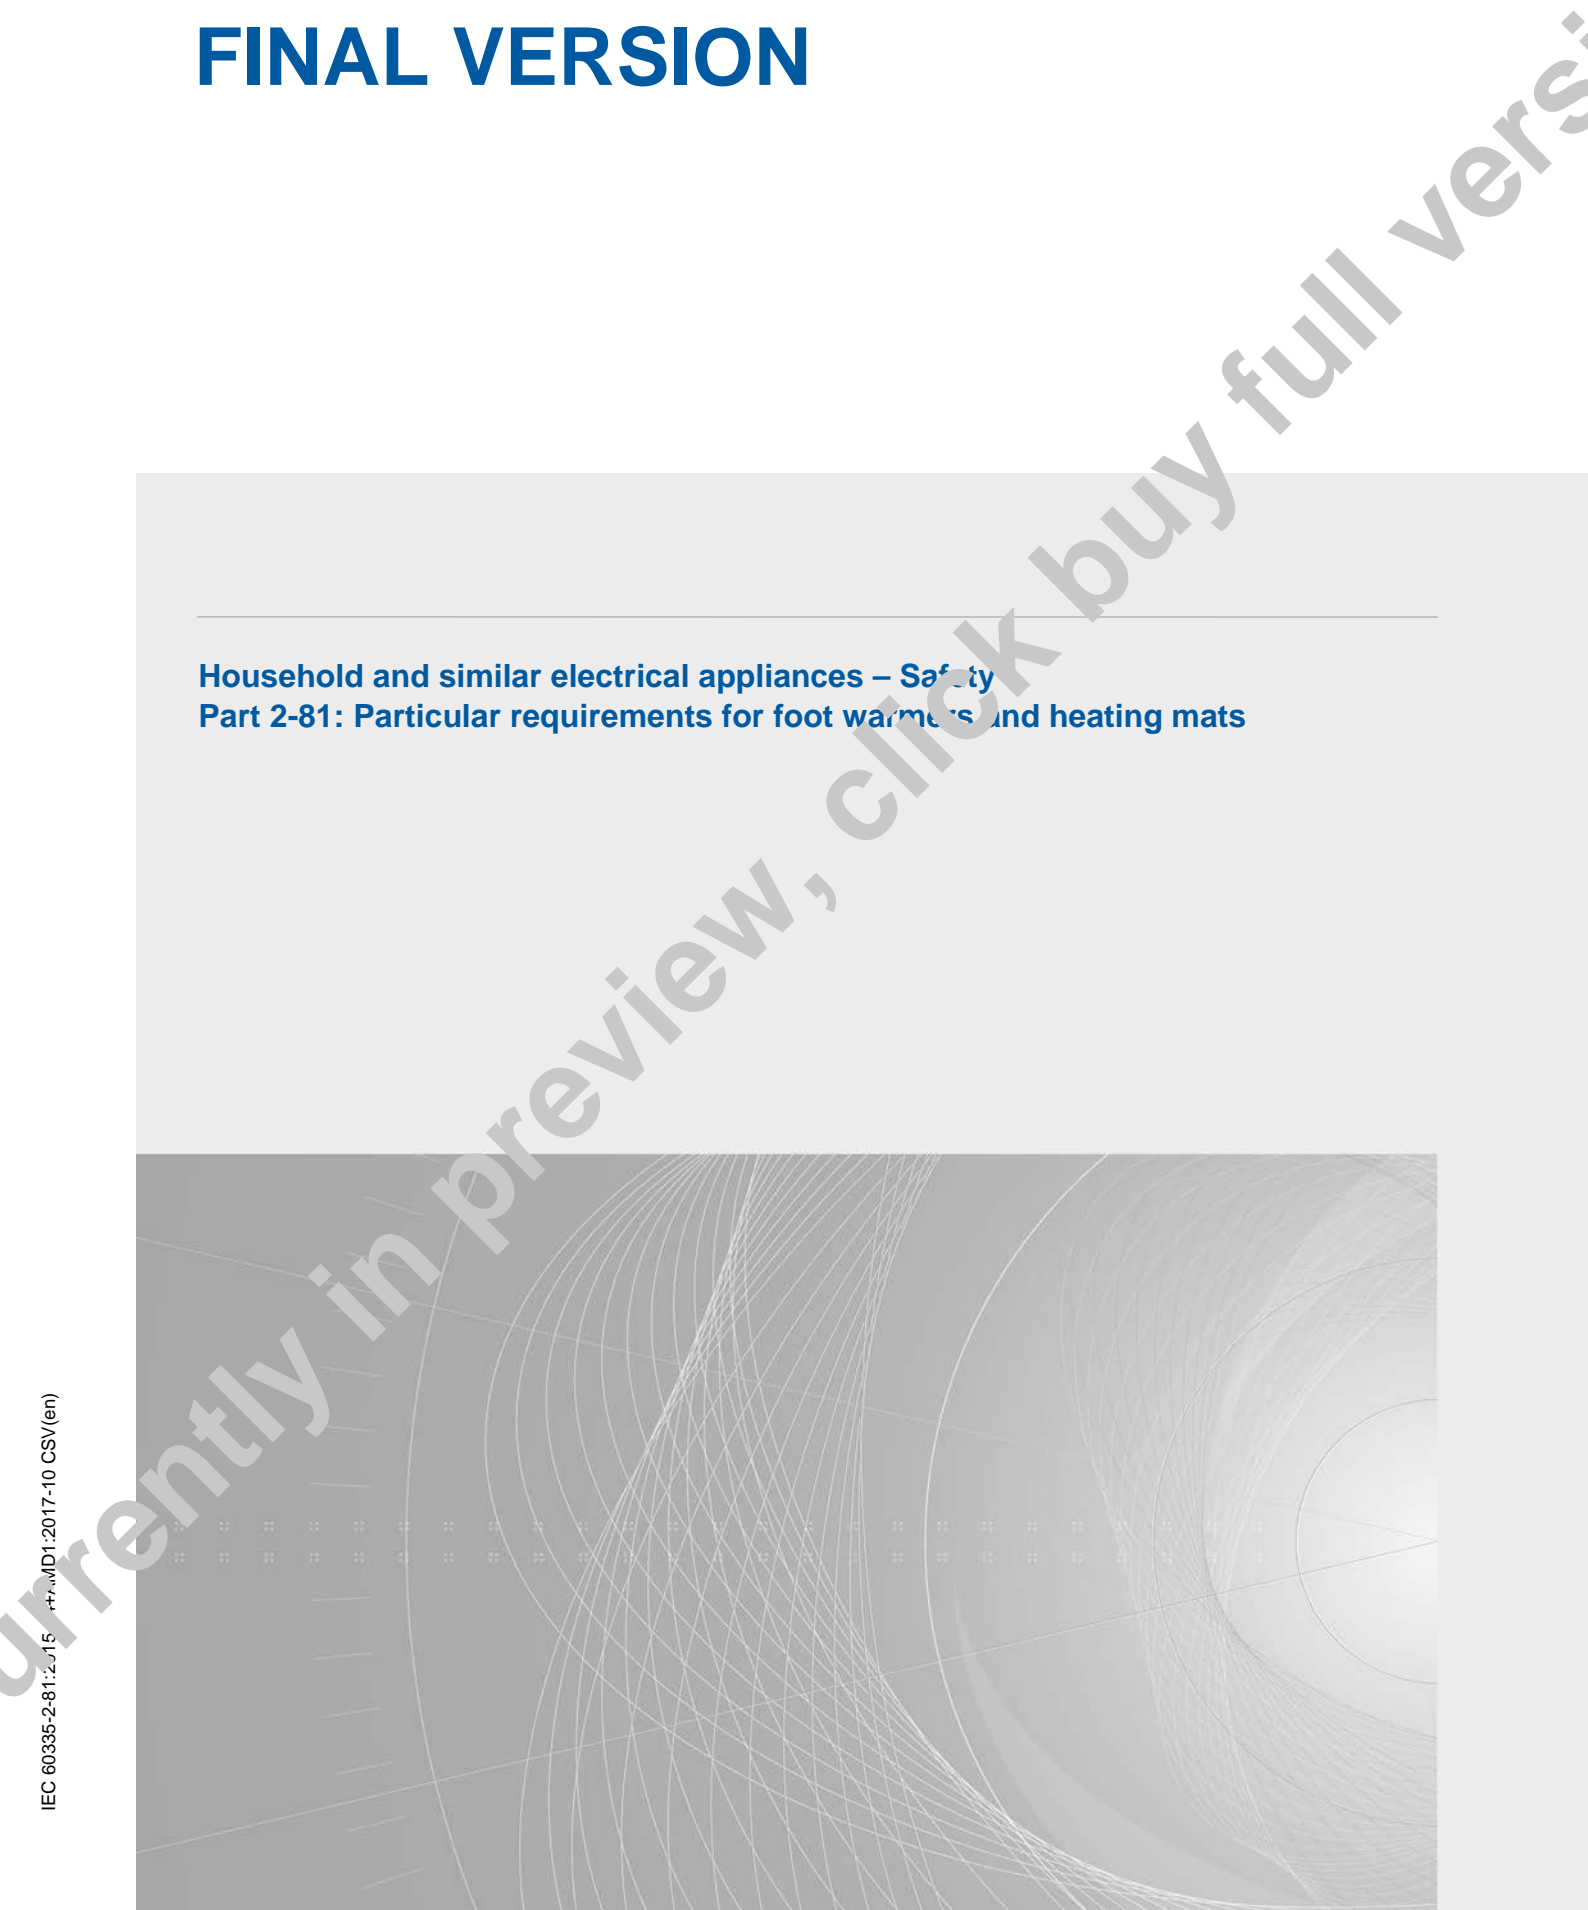 FINAL VERSION
Household and similar electrical appliances – Safety
Part 2-81: Particular requirements for foot warmers and heating mats
IEC 60335-2-81:2015 +AMD1:2017-10 CSV(en)
urrently in preview, click buy full versi